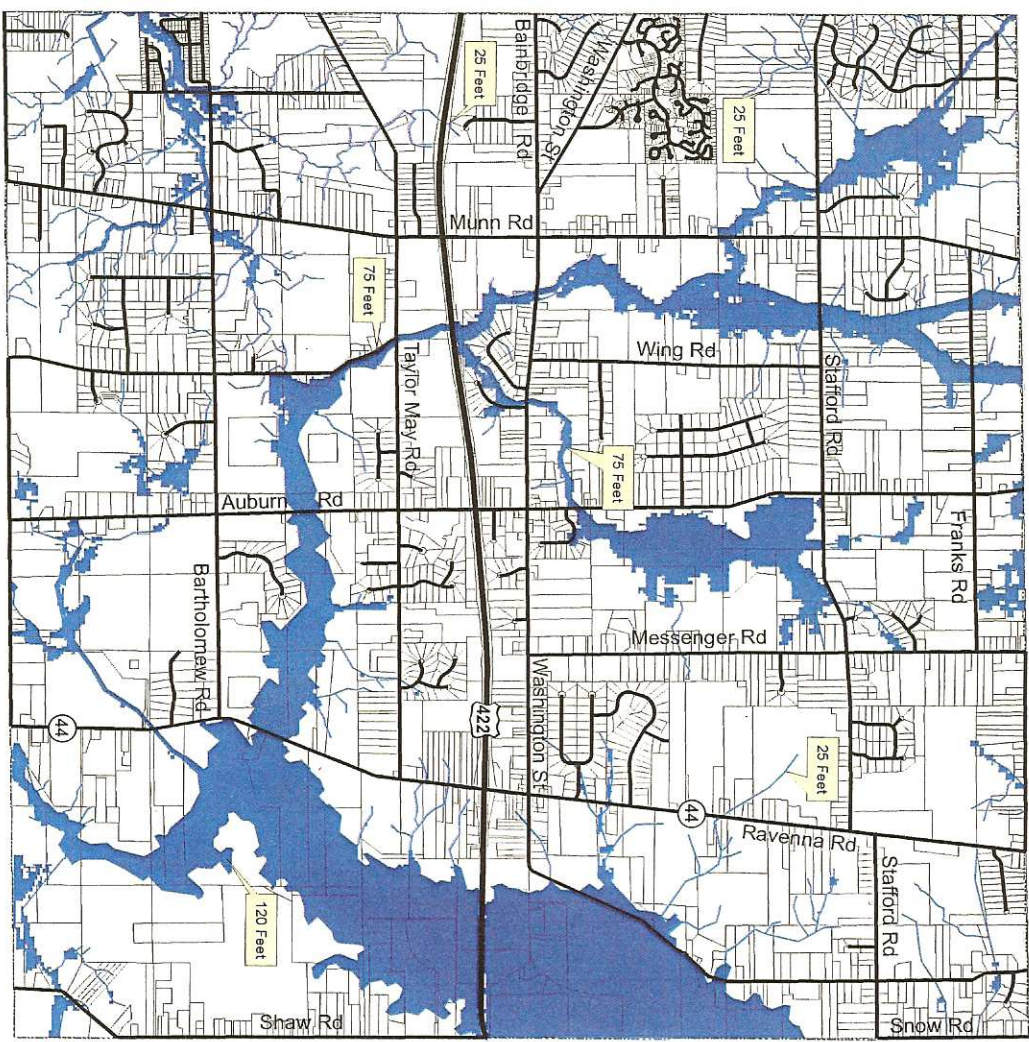 Bainbridge Rd
Washington St
25 Feet
25 Feet
Munn Rd
75 Feet
Taylor May Rd
Wing Rd
Stafford Rd
75 Feet
Auburn Rd
Franks Rd
Bartholomew Rd
Messenger Rd
Washington St
422
44
25 Feet
44
Ravenna Rd
Stafford Rd
120 Feet
Shaw Rd
Snow Rd